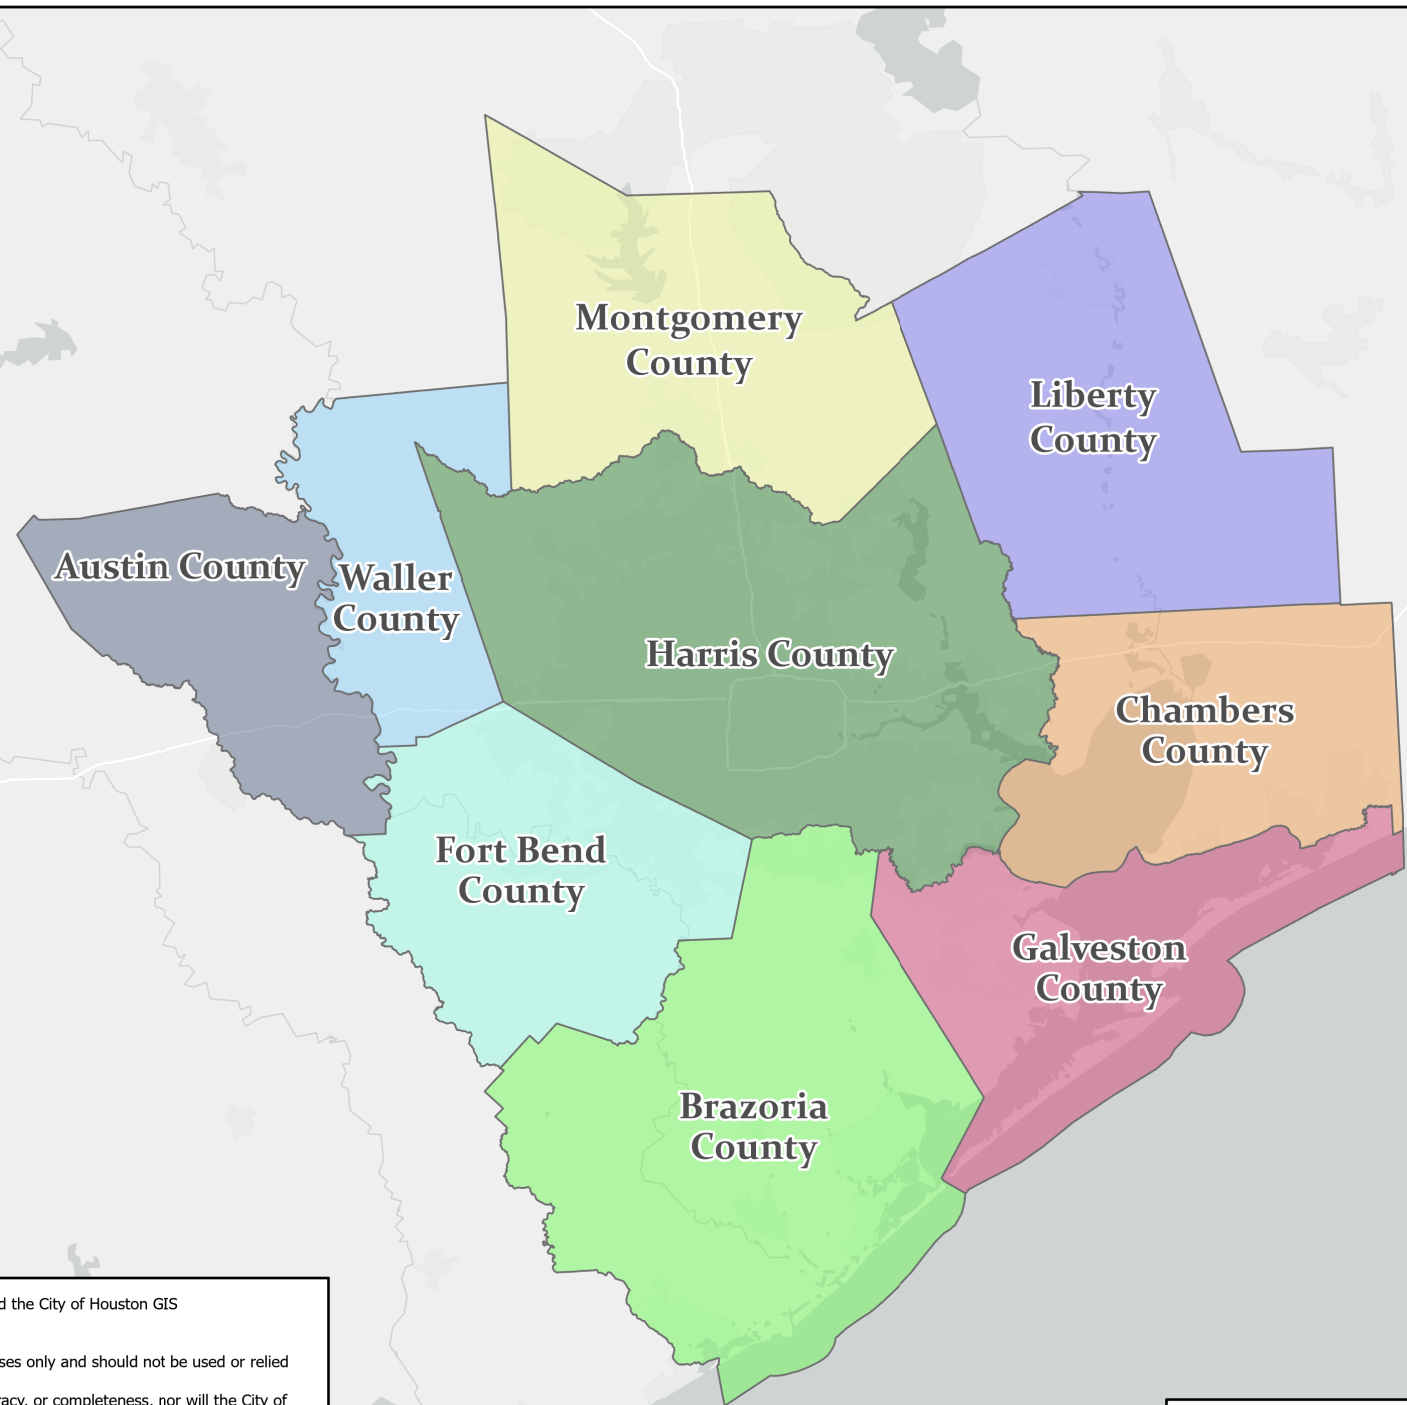 Montgomery
County
Liberty
County
Austin County
Waller
County
Harris County
Chambers
County
Fort Bend
County
Galveston
County
Brazoria
County
the City of Houston GIS
only and should not be used or relied
or completeness, nor will the City of